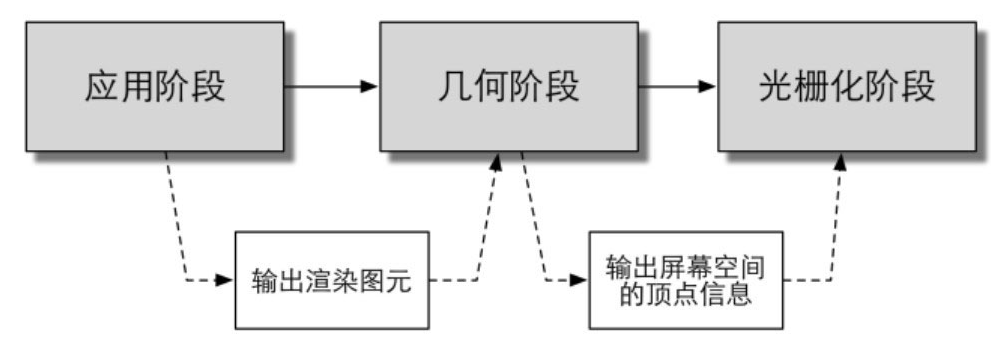 应用阶段
几何阶段
光栅化阶段
输出渲染图元
输出屏幕空间
的顶点信息